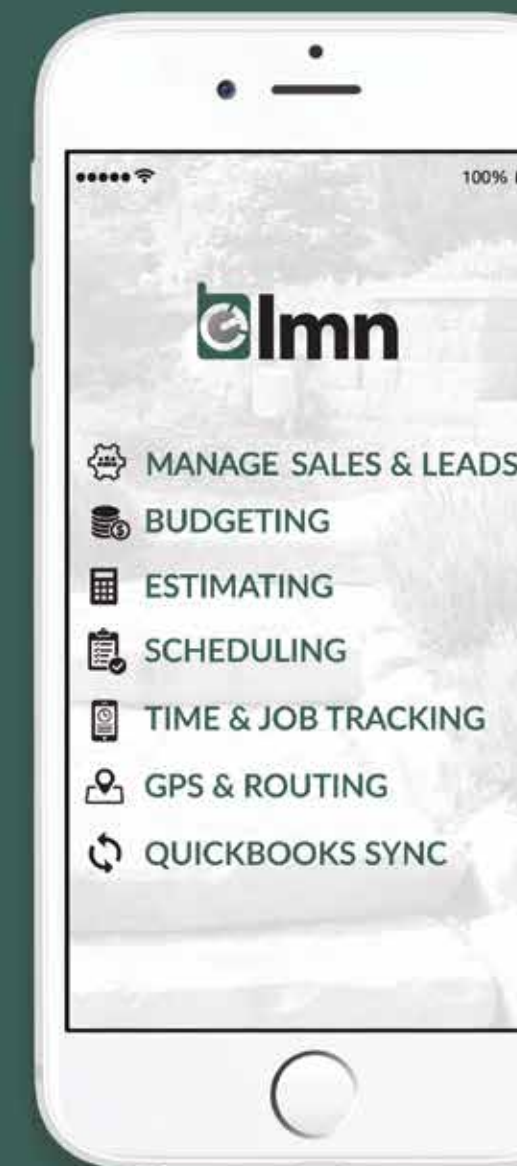 100%
lmn
MANAGE SALES & LEADS
BUDGETING
ESTIMATING
SCHEDULING
TIME & JOB TRACKING
GPS & ROUTING
QUICKBOOKS SYNC